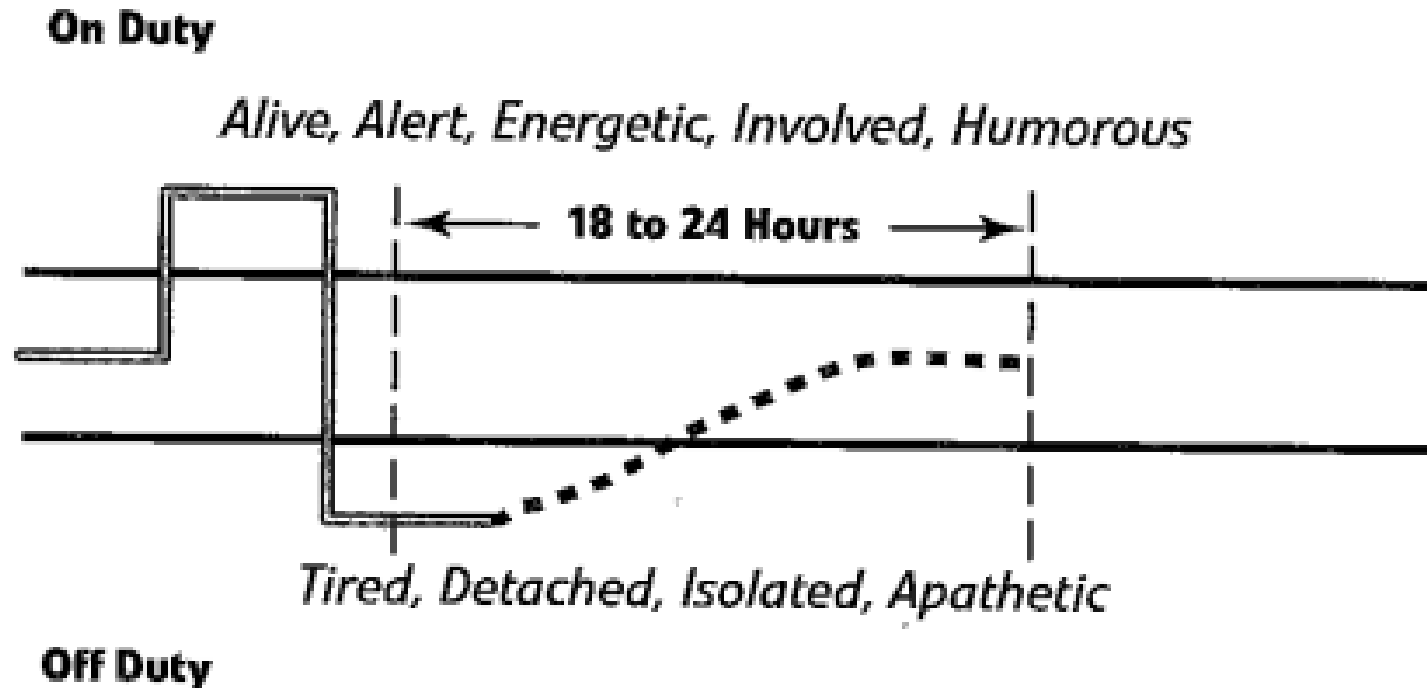 On Duty
Alive, Alert, Energetic, Involved, Humorous
18 to 24 Hours
Tired, Detached, Isolated, Apathetic
Off Duty